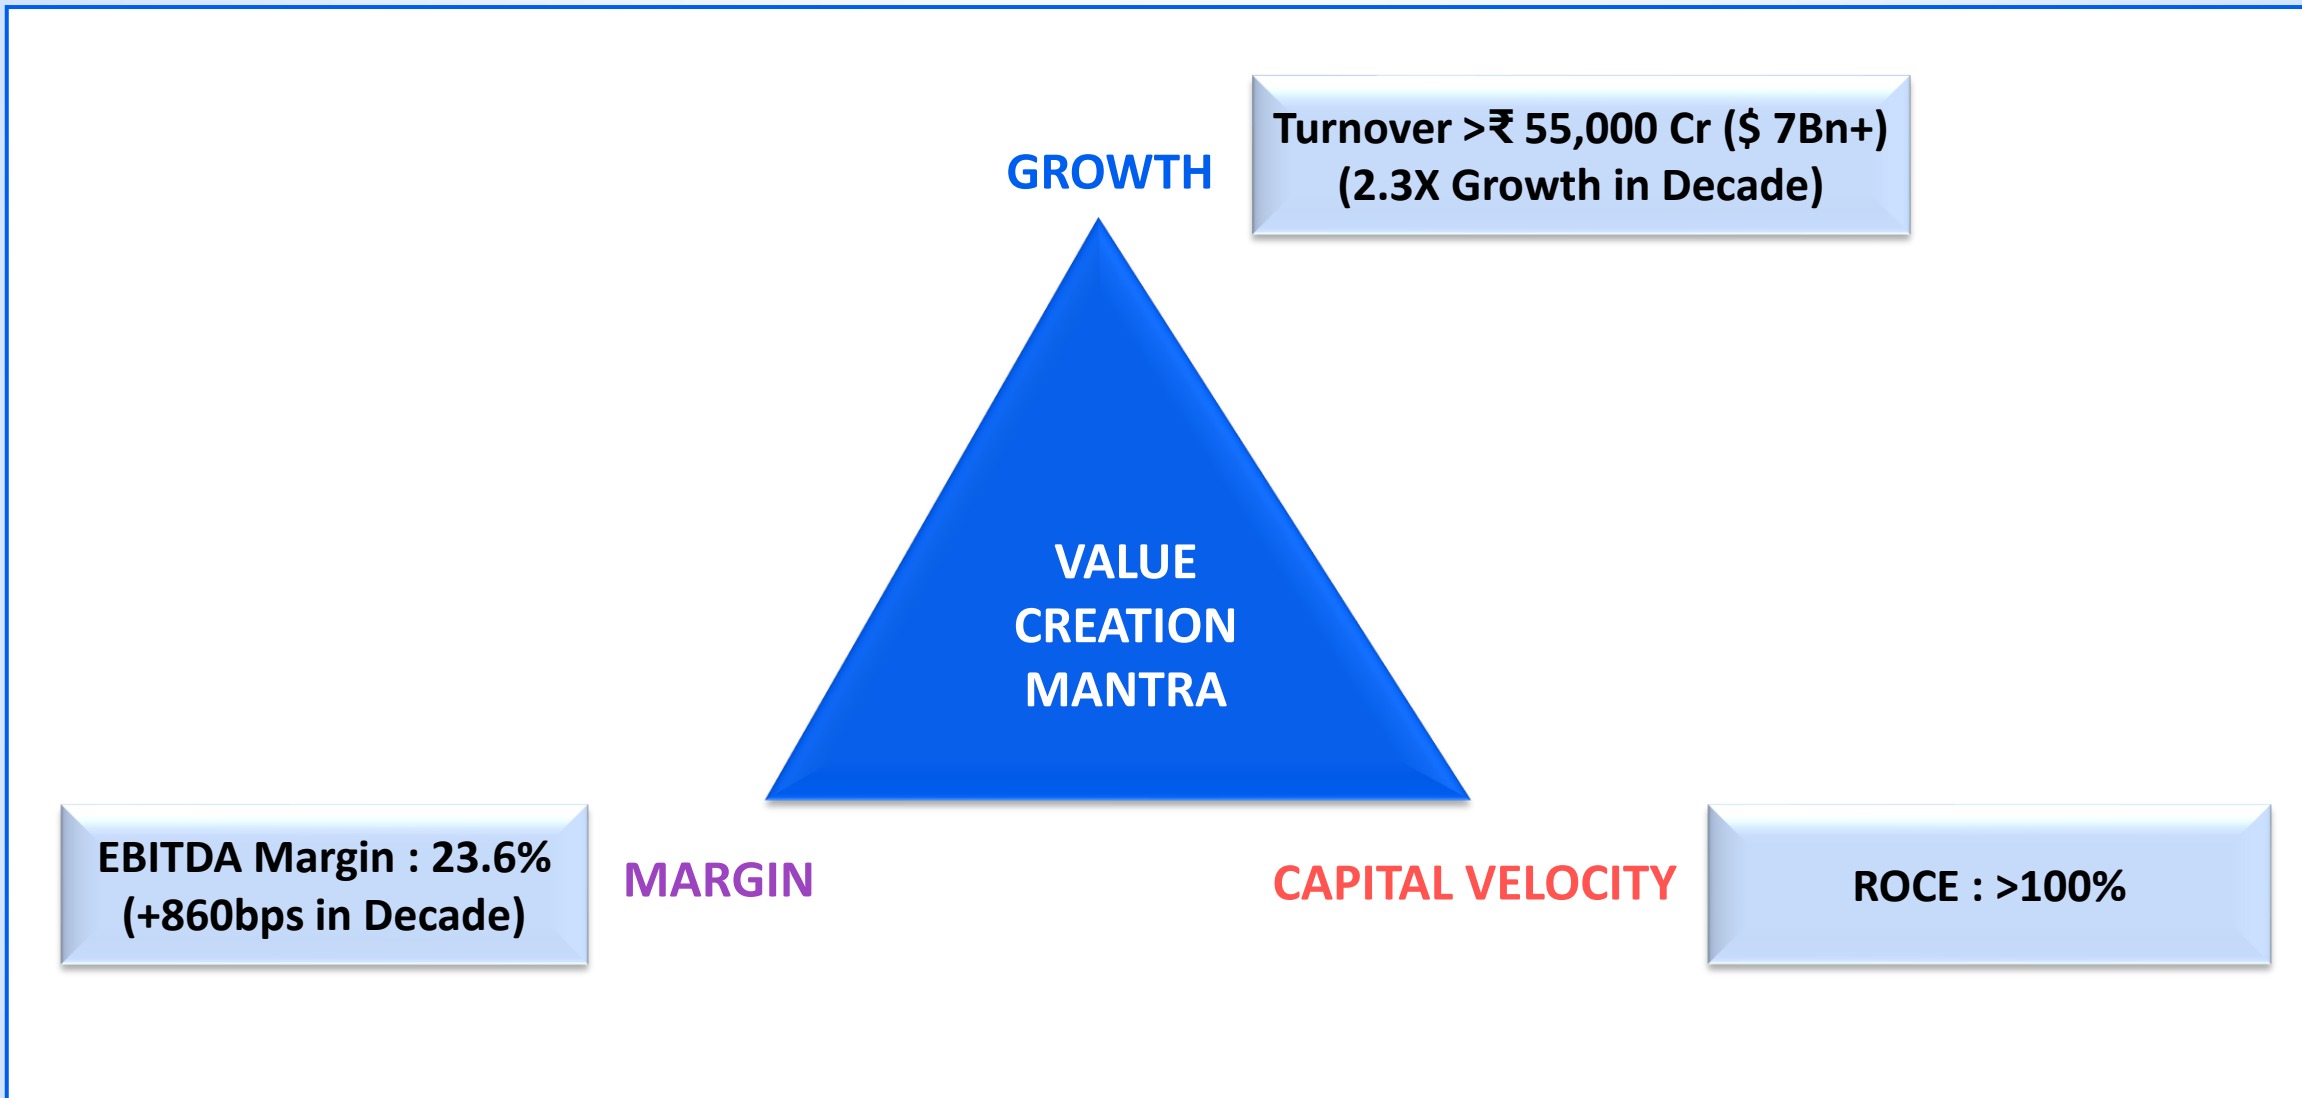 GROWTH
Turnover >₹ 55,000 Cr ($ 7Bn+)
(2.3X Growth in Decade)
VALUE
CREATION
MANTRA
EBITDA Margin : 23.6%
(+860bps in Decade)
MARGIN
CAPITAL VELOCITY
ROCE : >100%